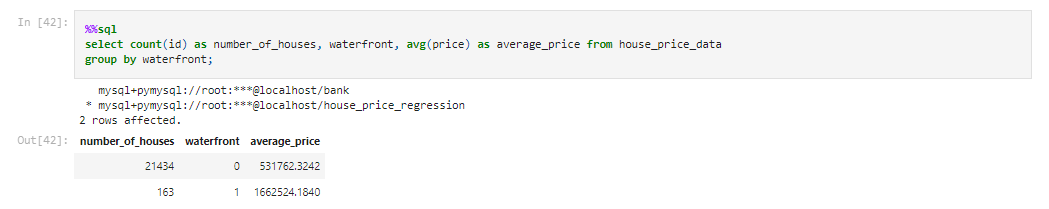 In [42]:
%%sql
select count(id) as number_of_houses, waterfront, avg(price) as average_price from house_price_data
group by waterfront;
mysql+pymysql://root:***@localhost/bank
* mysql+pymysql://root:***@localhost/house_price_regression
2 rows affected.
Out[42]: number_of_houses waterfront average_price
21434 0 531762.3242
163 1 1662524.1840